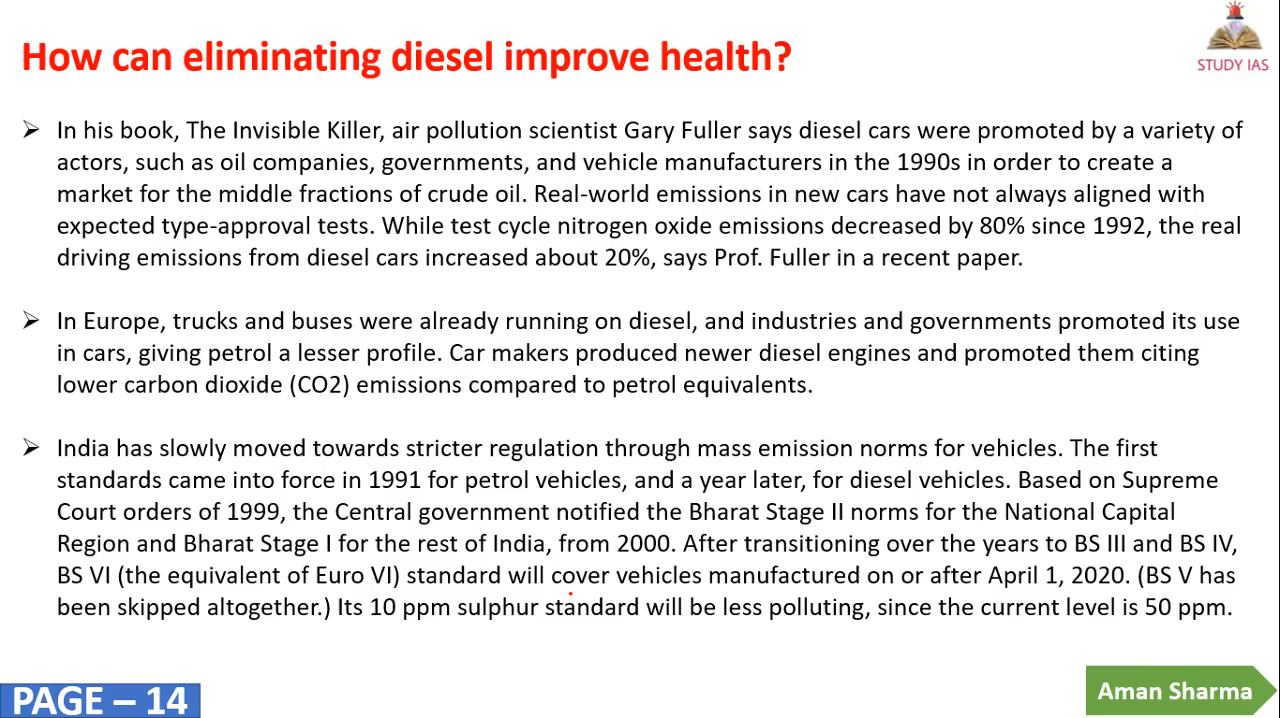 How can eliminating diesel improve health?
STUDY IAS
In his book, The Invisible Killer, air pollution scientist Gary Fuller says diesel cars were promoted by a variety of
actors, such as oil companies, governments, and vehicle manufacturers in the 1990s in order to create a
market for the middle fractions of crude oil. Real-world emissions in new cars have not always aligned with
expected type-approval tests. While test cycle nitrogen oxide emissions decreased by 80% since 1992, the real
driving emissions from diesel cars increased about 20%, says Prof. Fuller in a recent paper.
In Europe, trucks and buses were already running on diesel, and industries and governments promoted its use
in cars, giving petrol a lesser profile. Car makers produced newer diesel engines and promoted them citing
lower carbon dioxide (CO2) emissions compared to petrol equivalents.
India has slowly moved towards stricter regulation through mass emission norms for vehicles. The first
standards came into force in 1991 for petrol vehicles, and a year later, for diesel vehicles. Based on Supreme
Court orders of 1999, the Central government notified the Bharat Stage II norms for the National Capital
Region and Bharat Stage I for the rest of India, from 2000. After transitioning over the years to BS III and BS IV,
BS VI (the equivalent of Euro VI) standard will cover vehicles manufactured on or after April 1, 2020. (BS V has
been skipped altogether.) Its 10 ppm sulphur standard will be less polluting, since the current level is 50 ppm.
PAGE – 14
Aman Sharma